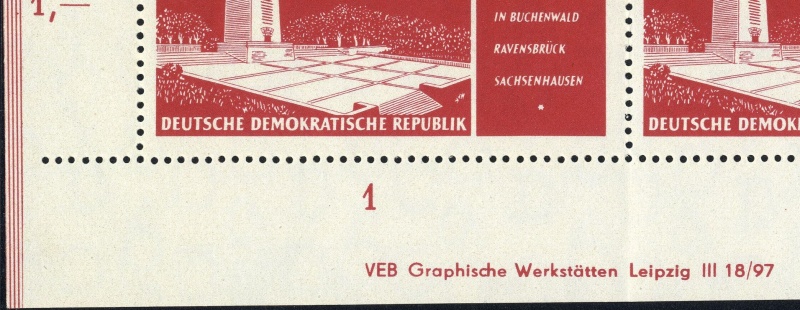 1,—
IN BUCHENWALD
RAVENSBRÜCK
SACHSENHAUSEN
*
DEUTSCHE DEMOKRATISCHE REPUBLIK
DEUTSCHE DEMOK
1
VEB Graphische Werkstätten Leipzig III 18/97